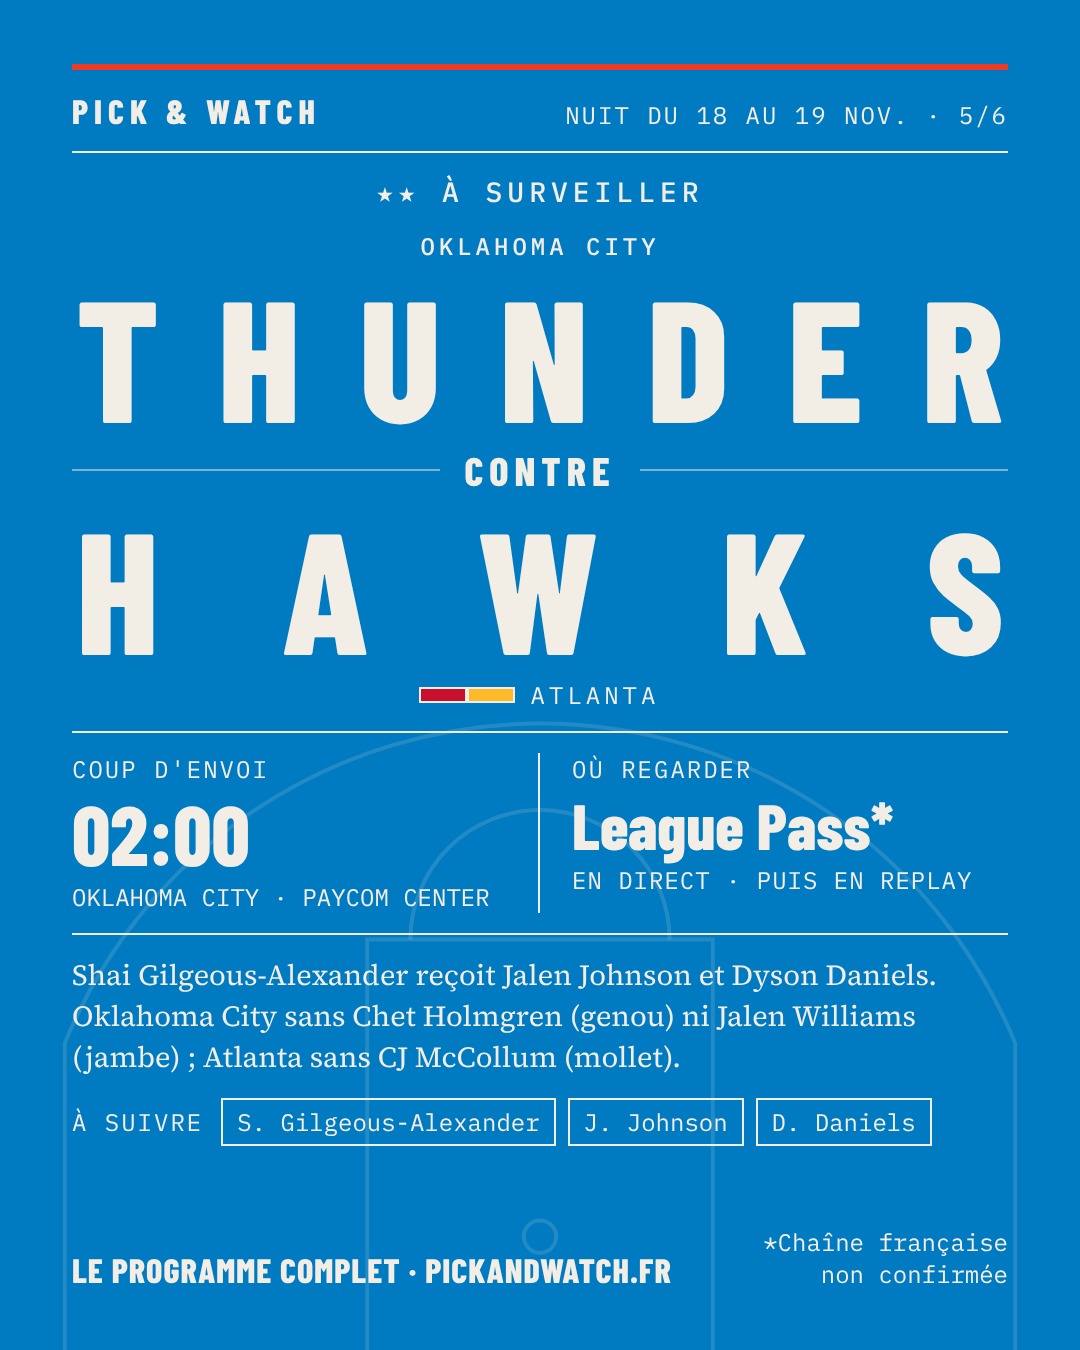 PICK & WATCH
NUIT DU 18 AU 19 NOV. · 5/6
★★ À SURVEILLER
OKLAHOMA CITY
THUNDER
CONTRE
HAWKS
ATLANTA
COUP D'ENVOI
02:00
OKLAHOMA CITY · PAYCOM CENTER
OÙ REGARDER
League Pass*
EN DIRECT · PUIS EN REPLAY
Shai Gilgeous-Alexander reçoit Jalen Johnson et Dyson Daniels.
Oklahoma City sans Chet Holmgren (genou) ni Jalen Williams
(jambe) ; Atlanta sans CJ McCollum (mollet).
À SUIVRE S. Gilgeous-Alexander J. Johnson D. Daniels
LE PROGRAMME COMPLET · PICKANDWATCH.FR
*Chaîne française
non confirmée